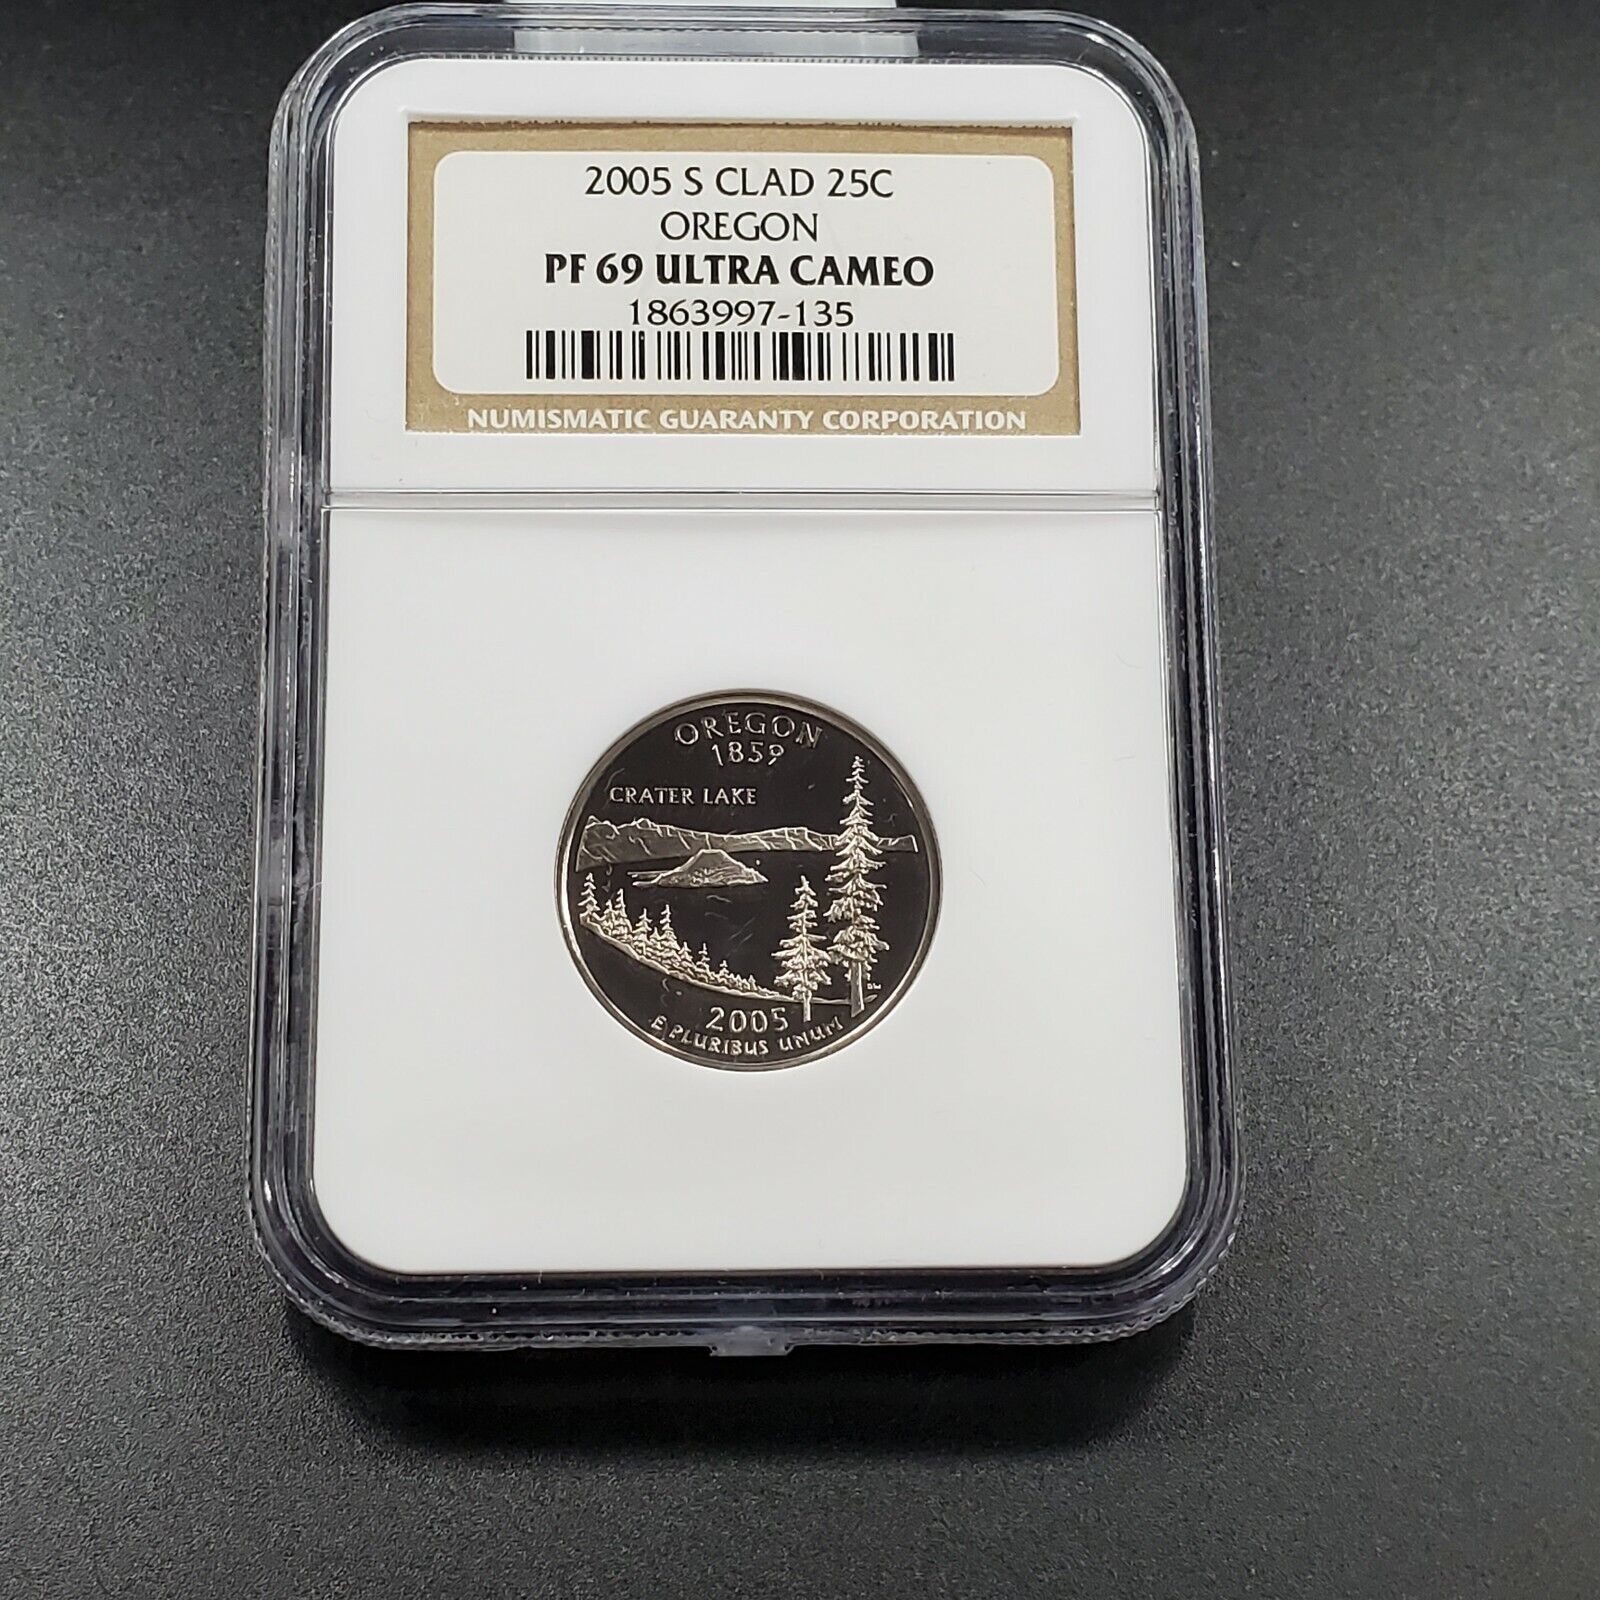 2005 S CLAD 25C
OREGON
PF 69 ULTRA CAMEO
1863997-135
NUMISMATIC GUARANTY CORPORATION
OREGON
1859
CRATER LAKE
DW
2005
E PLURIBUS UNUM